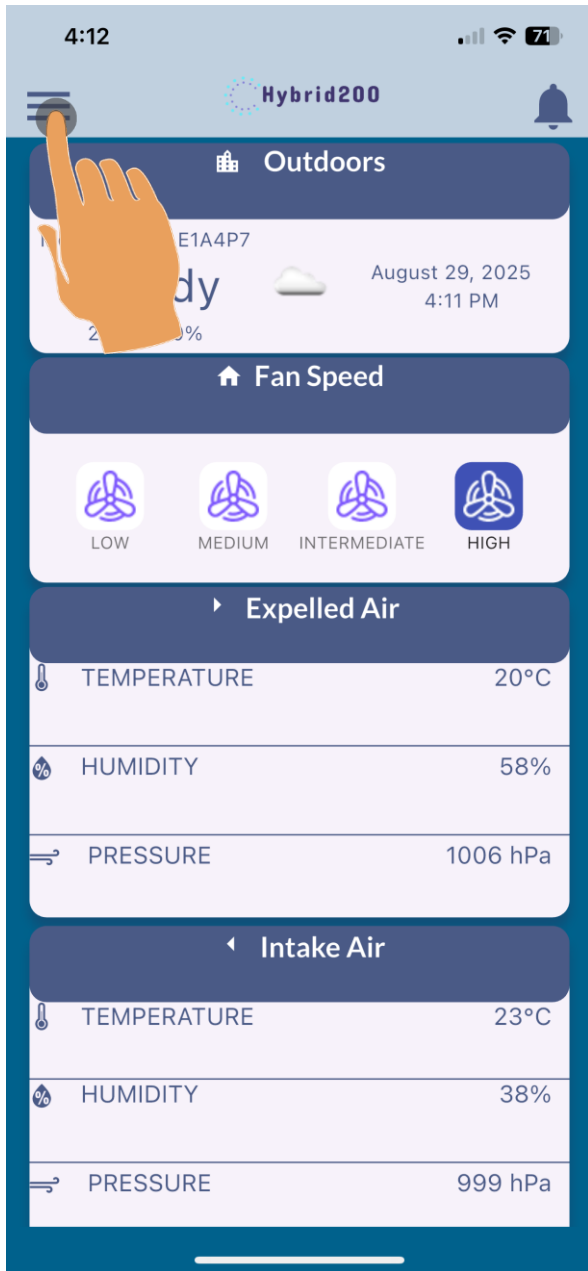 4:12
71
Hybrid200
Outdoors
E1A4P7
August 29, 2025
4:11 PM
Fan Speed
LOW
MEDIUM
INTERMEDIATE
HIGH
Expelled Air
TEMPERATURE
20°C
HUMIDITY
58%
PRESSURE
1006 hPa
Intake Air
TEMPERATURE
23°C
HUMIDITY
38%
PRESSURE
999 hPa